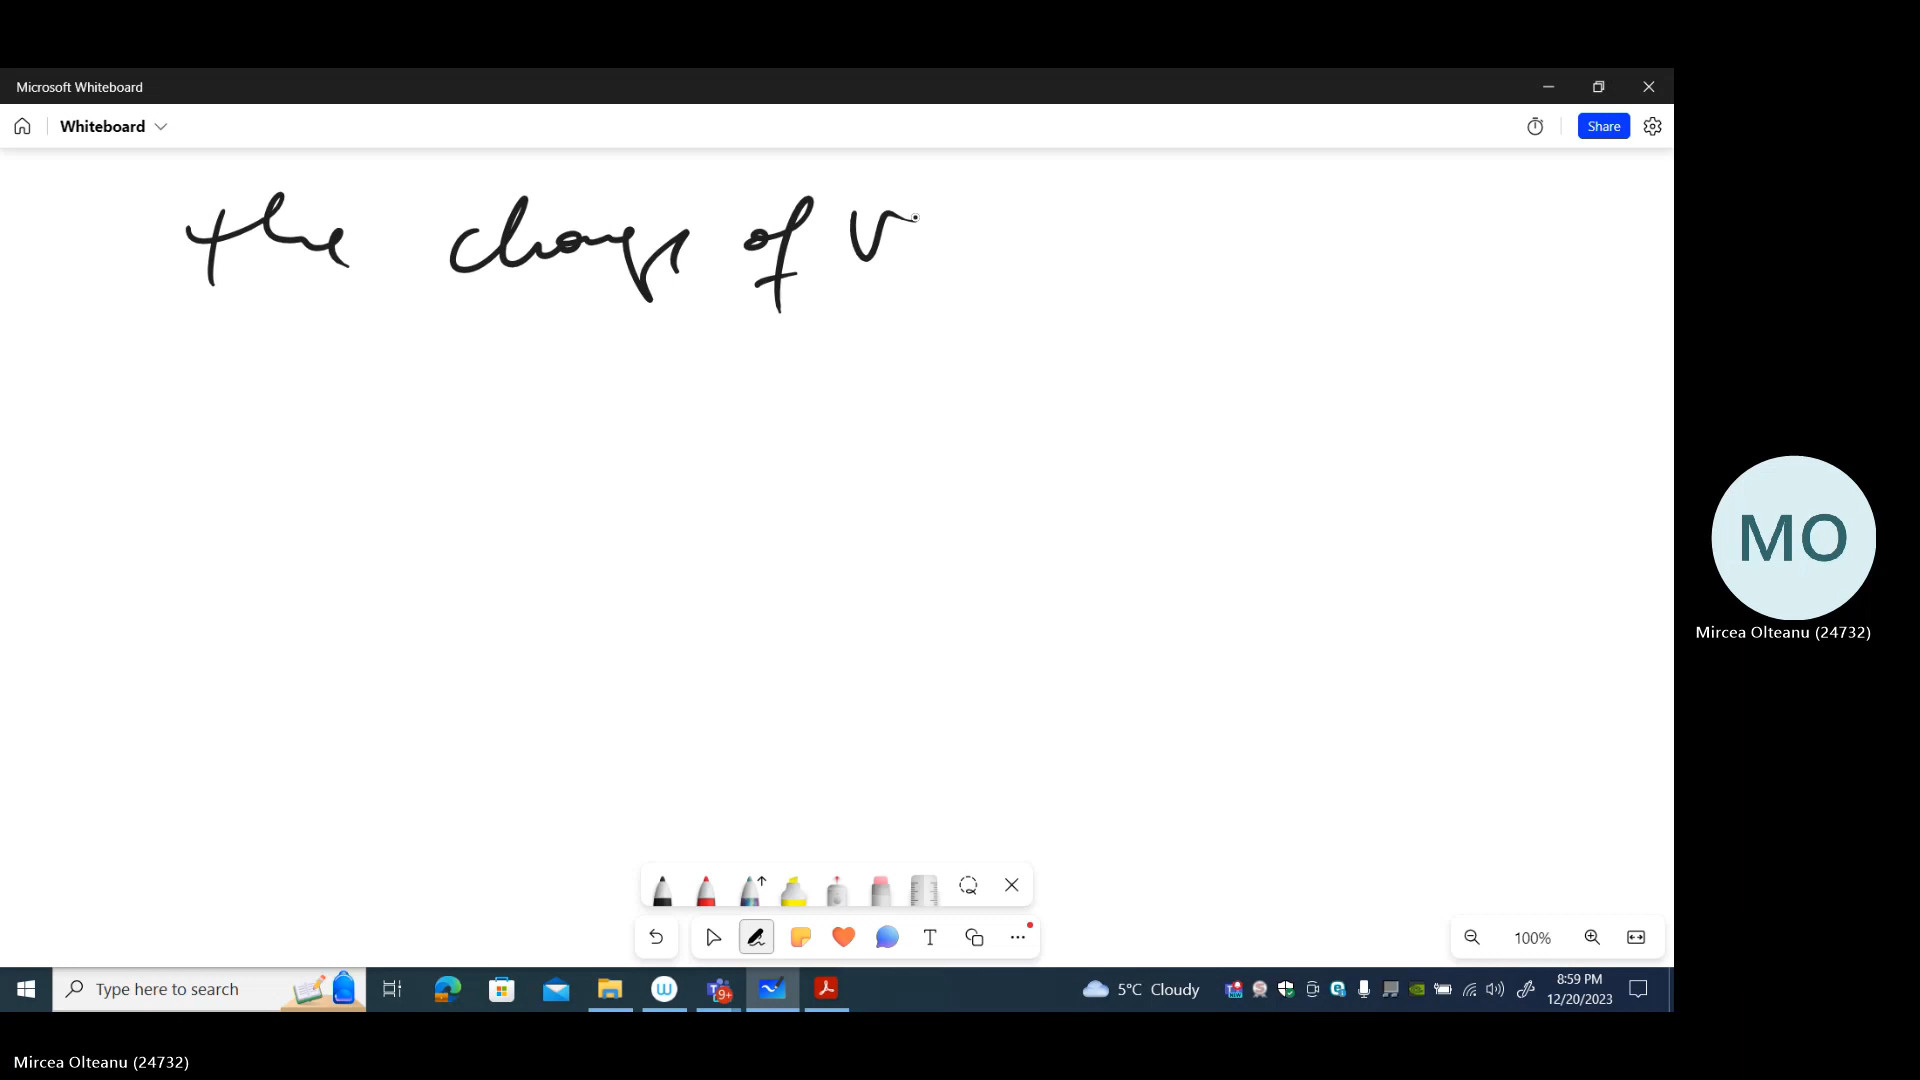 Microsoft Whiteboard
Whiteboard
Share
the change of v
MO
Mircea Olteanu (24732)
100%
Type here to search
9+
5°C Cloudy
8:59 PM
12/20/2023
Mircea Olteanu (24732)